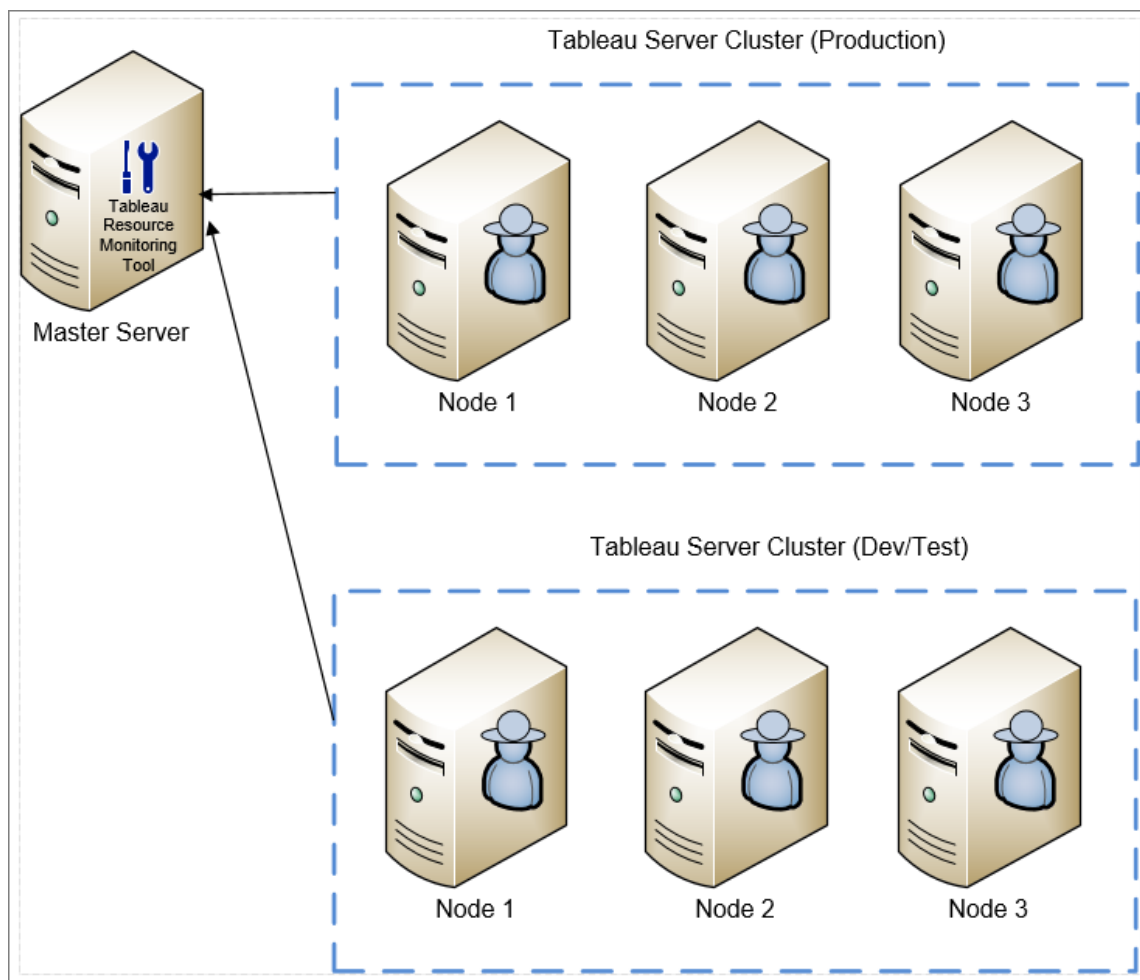 Tableau Server Cluster (Production)
Tableau
Resource
Monitoring
Tool
Master Server
Node 1
Node 2
Node 3
Tableau Server Cluster (Dev/Test)
Node 1
Node 2
Node 3